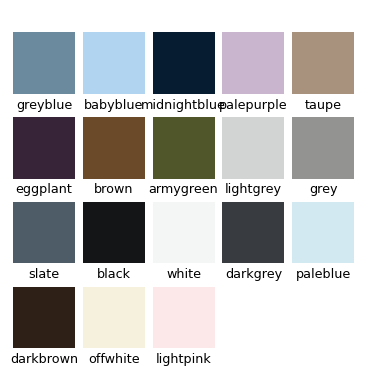 greyblue babyblue midnightblue palepurple taupe
eggplant brown armygreen lightgrey grey
slate black white darkgrey paleblue
darkbrown offwhite lightpink